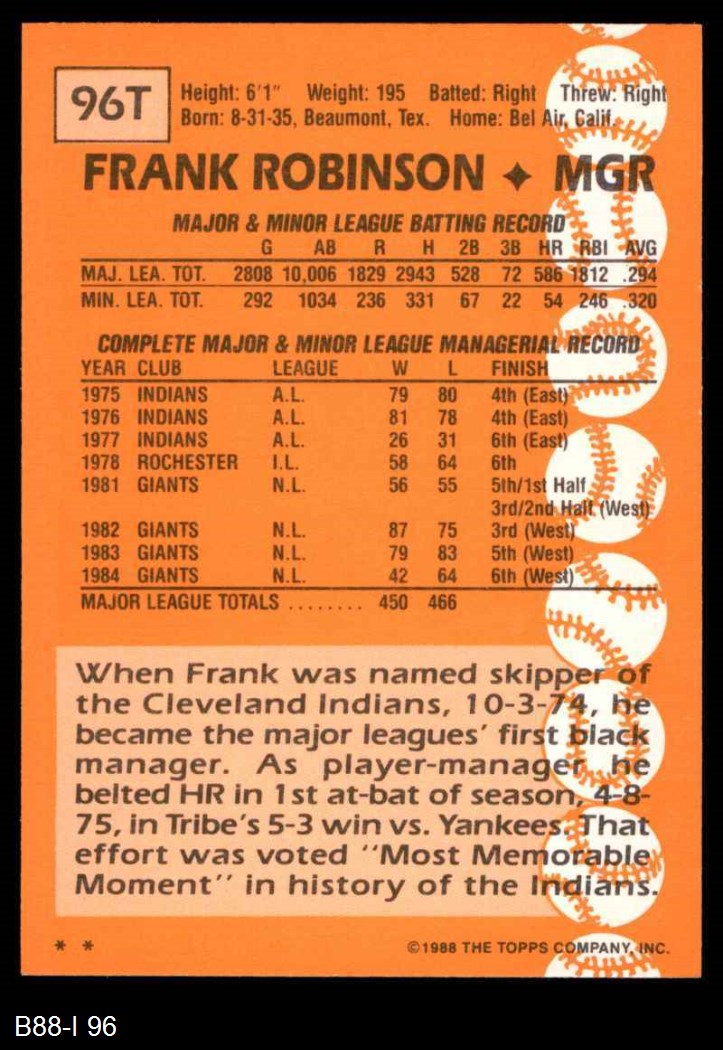 96T
Height: 6'1" Weight: 195 Batted: Right Threw: Right
Born: 8-31-35, Beaumont, Tex. Home: Bel Air, Calif.
FRANK ROBINSON ✦ MGR
MAJOR & MINOR LEAGUE BATTING RECORD
G AB R H 2B 3B HR RBI AVG
MAJ. LEA. TOT. 2808 10,006 1829 2943 528 72 586 1812 .294
MIN. LEA. TOT. 292 1034 236 331 67 22 54 246 .320
COMPLETE MAJOR & MINOR LEAGUE MANAGERIAL RECORD
YEAR CLUB LEAGUE W L FINISH
1975 INDIANS A.L. 79 80 4th (East)
1976 INDIANS A.L. 81 78 4th (East)
1977 INDIANS A.L. 26 31 6th (East)
1978 ROCHESTER I.L. 58 64 6th
1981 GIANTS N.L. 56 55 5th/1st Half
3rd/2nd Half (West)
1982 GIANTS N.L. 87 75 3rd (West)
1983 GIANTS N.L. 79 83 5th (West)
1984 GIANTS N.L. 42 64 6th (West)
MAJOR LEAGUE TOTALS ........ 450 466
When Frank was named skipper of
the Cleveland Indians, 10-3-74, he
became the major leagues' first black
manager. As player-manager he
belted HR in 1st at-bat of season, 4-8-
75, in Tribe's 5-3 win vs. Yankees. That
effort was voted "Most Memorable
Moment" in history of the Indians.
* * ©1988 THE TOPPS COMPANY, INC.
B88-I 96